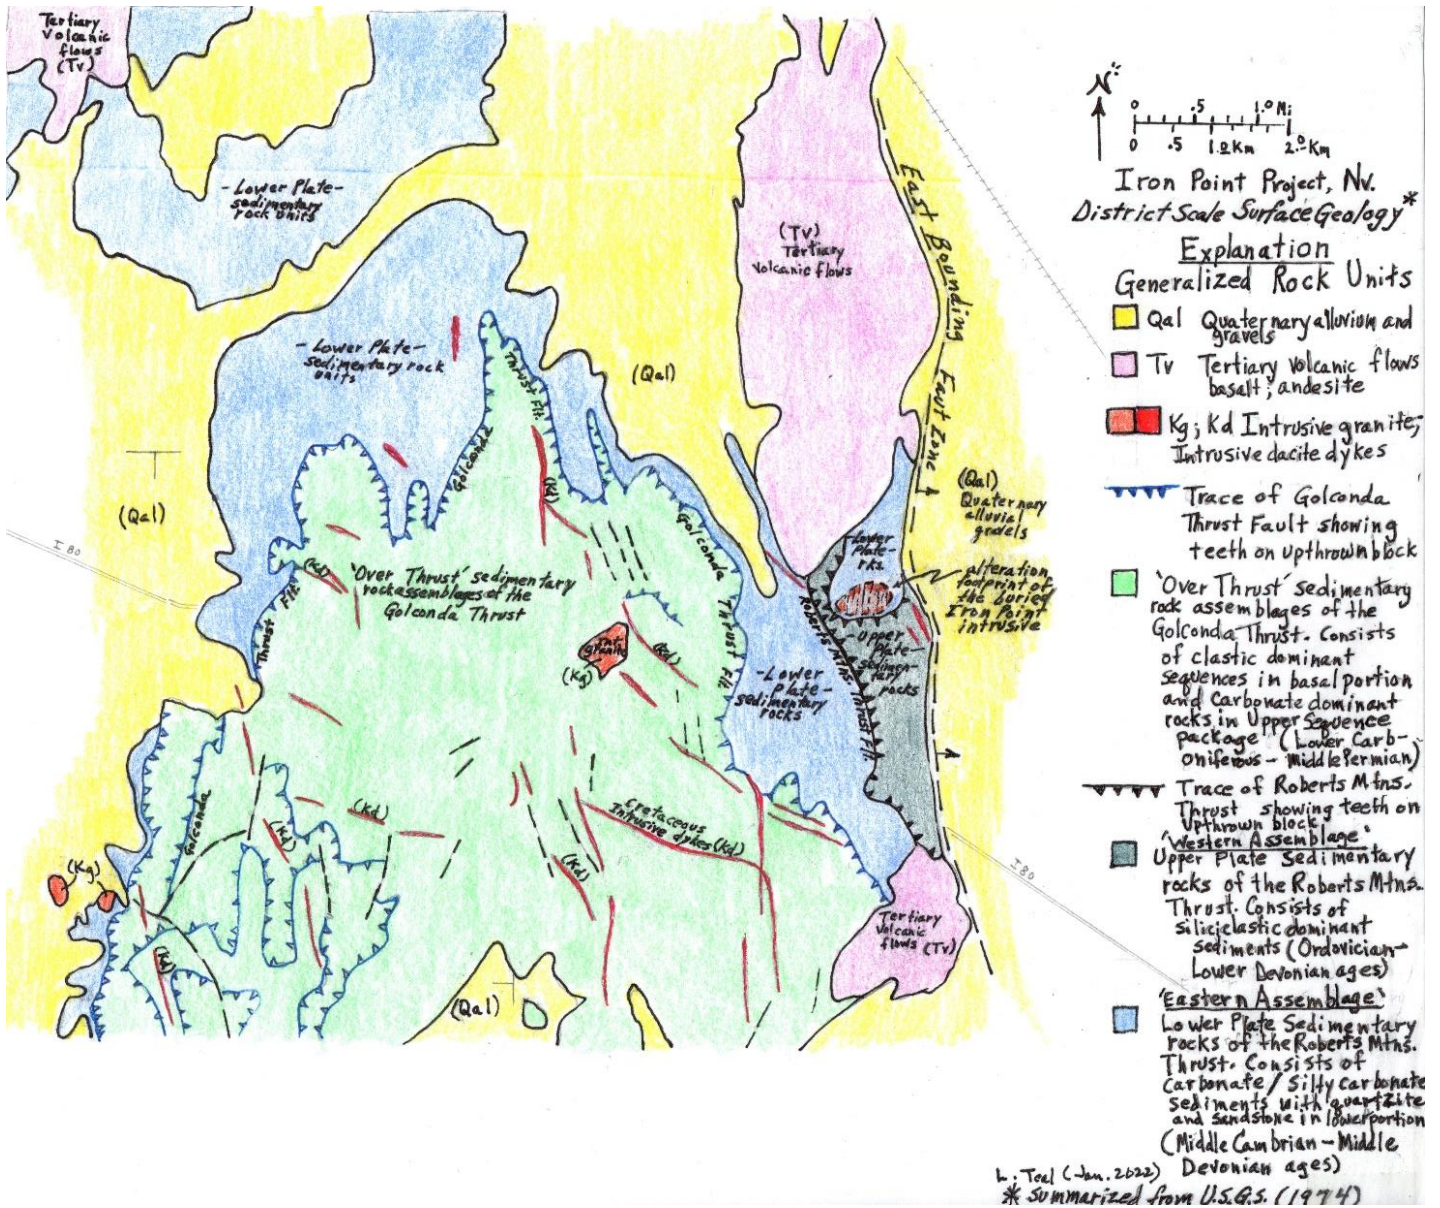 Tertiary
Volcanic
flows
(Tv)
- Lower Plate -
sedimentary
rock units
- Lower Plate -
sedimentary rock
units
(Qal)
(Tv)
Tertiary
Volcanic flows
East Bounding Fault Zone
Golconda Thrust Flt.
(Qal)
I 80
(Kd)
(Kd)
'Over Thrust' sedimentary
rock assemblages of the
Golconda Thrust
Thrust Flt.
Golconda Thrust Flt.
(Qal)
Quaternary
alluvial
gravels
Lower
Plate -
rks.
alteration
footprint of
the buried
Iron Point
intrusive
Roberts Mtns Thrust Flt.
- Upper
Plate -
sedimen-
tary
rocks
- Lower
Plate -
sedimentary
rocks
Int
granite
(Kg)
(Kd)
Golconda
(Kd)
(Kd)
Cretaceous
Intrusive dykes (Kd)
(Kd)
(Kg)
(Kd)
Tertiary
Volcanic
flows (Tv)
(Qal)
I 80
N
0 .5 1.0 Mi
0 .5 1.0 Km 2.0 Km
Iron Point Project, Nv.
District Scale Surface Geology*
Explanation
Generalized Rock Units
Qal Quaternary alluvium and
gravels
Tv Tertiary Volcanic flows
basalt; andesite
Kg; Kd Intrusive granite;
Intrusive dacite dykes
Trace of Golconda
Thrust Fault showing
teeth on upthrown block
'Over Thrust' Sedimentary
rock assemblages of the
Golconda Thrust. Consists
of clastic dominant
sequences in basal portion
and Carbonate dominant
rocks in Upper Sequence
package (Lower Carb-
oniferous - Middle Permian)
Trace of Roberts Mtns.
Thrust showing teeth on
Upthrown block.
'Western Assemblage'
Upper Plate Sedimentary
rocks of the Roberts Mtns.
Thrust. Consists of
siliciclastic dominant
sediments (Ordovician-
Lower Devonian ages)
'Eastern Assemblage'
Lower Plate Sedimentary
rocks of the Roberts Mtns.
Thrust. Consists of
Carbonate / Silty carbonate
sediments with quartzite
and sandstone in lower portion
(Middle Cambrian - Middle
Devonian ages)
L. Teal (Jan. 2022)
* Summarized from U.S.G.S. (1974)